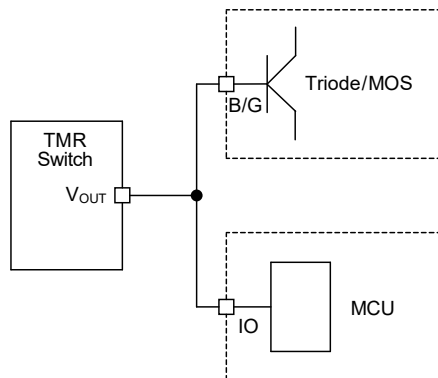 Triode/MOS
B/G
TMR
Switch
VOUT
MCU
IO